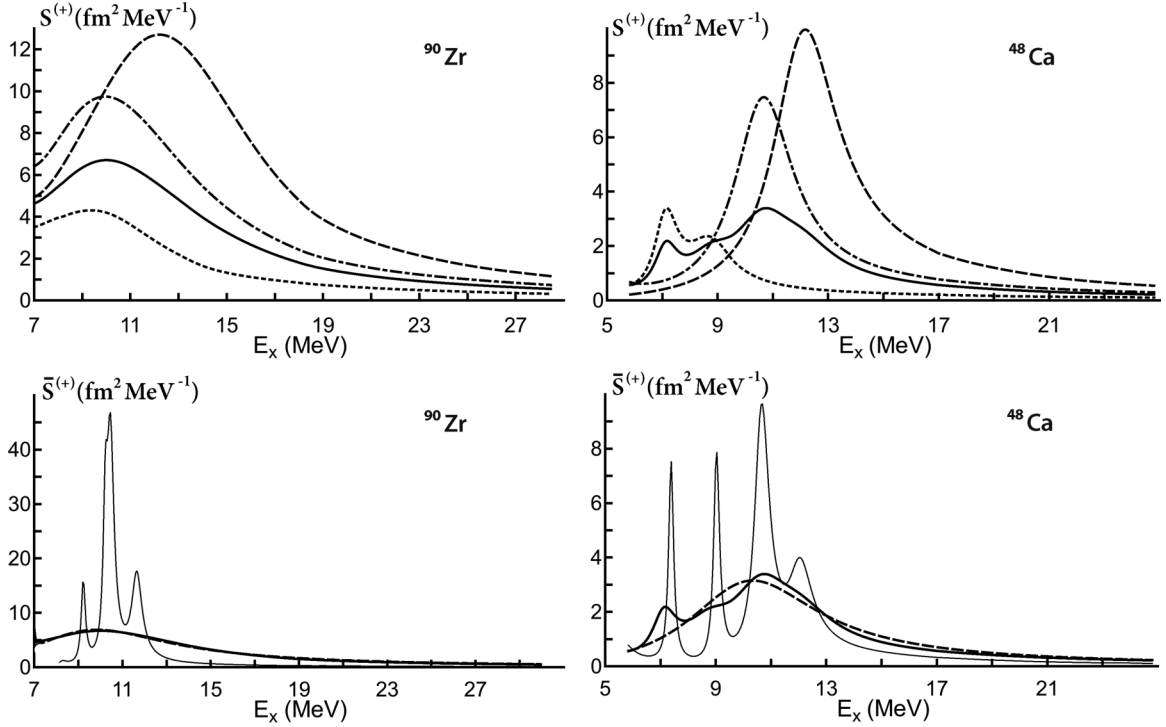 S⁽⁺⁾(fm² MeV⁻¹)
⁹⁰Zr
12
10
8
6
4
2
0
7 11 15 19 23 27
Eₓ (MeV)
S⁽⁺⁾(fm² MeV⁻¹)
⁴⁸Ca
8
6
4
2
0
5 9 13 17 21
Eₓ (MeV)
S̄⁽⁺⁾(fm² MeV⁻¹)
⁹⁰Zr
40
30
20
10
0
7 11 15 19 23 27
Eₓ (MeV)
S̄⁽⁺⁾(fm² MeV⁻¹)
⁴⁸Ca
8
6
4
2
0
5 9 13 17 21
Eₓ (MeV)